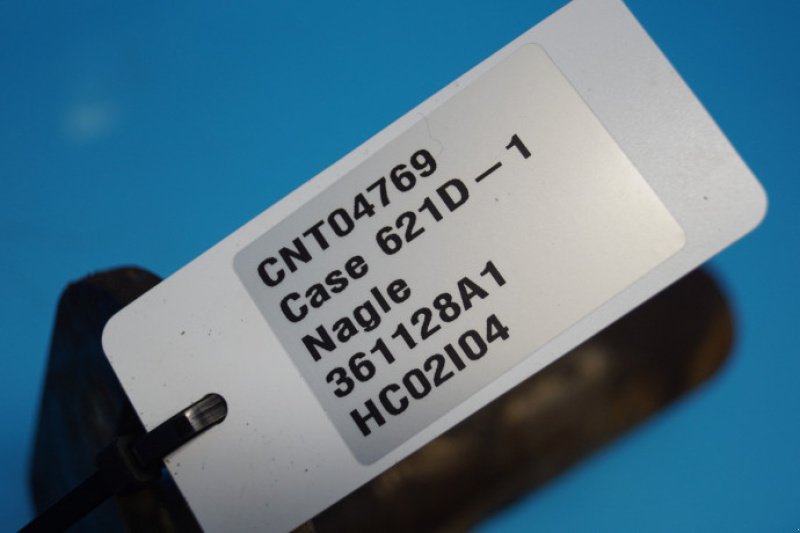 CNT04769
Case 621D - 1
Nagle
361128A1
HC02I04